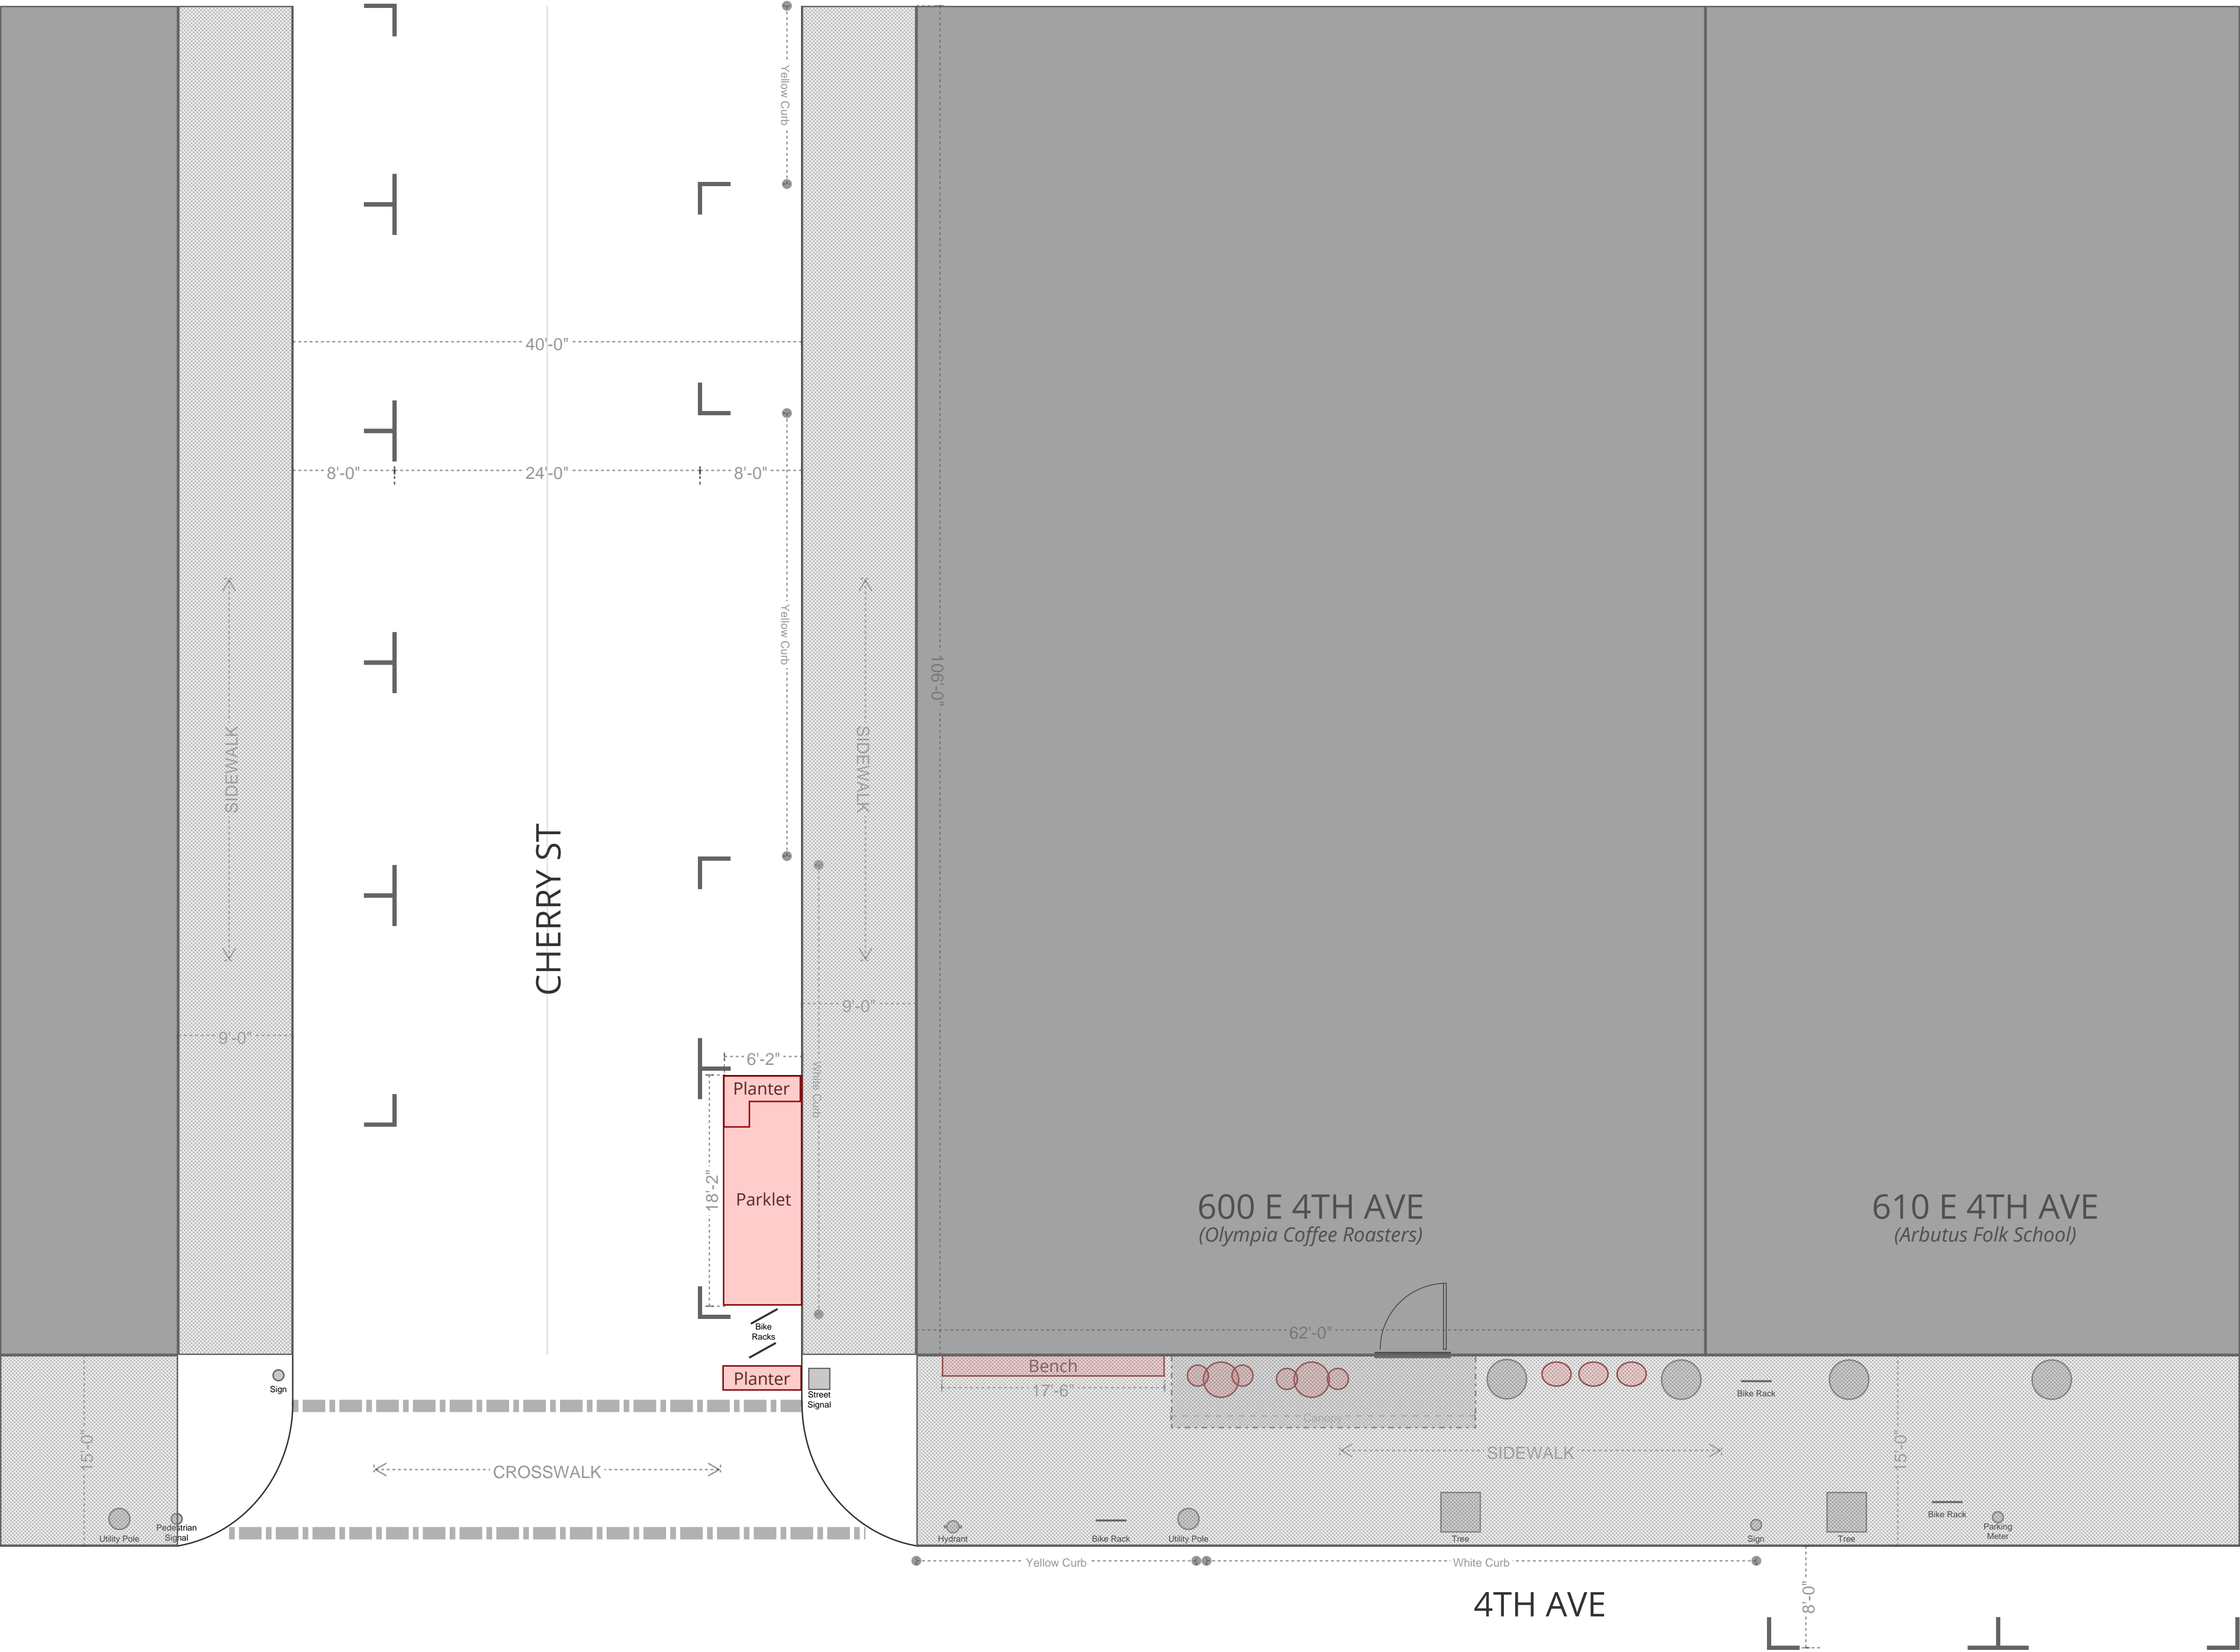 Yellow Curb
40'-0"
8'-0"
24'-0"
8'-0"
Yellow Curb
106'-0"
SIDEWALK
SIDEWALK
CHERRY ST
9'-0"
9'-0"
6'-2"
White Curb
Planter
18'-2"
Parklet
600 E 4TH AVE
(Olympia Coffee Roasters)
610 E 4TH AVE
(Arbutus Folk School)
Bike
Racks
62'-0"
Planter
Sign
Street
Signal
Bench
17'-6"
Canopy
Bike Rack
15'-0"
CROSSWALK
SIDEWALK
15'-0"
Utility Pole
Pedestrian
Signal
Hydrant
Bike Rack
Utility Pole
Tree
Sign
Tree
Bike Rack
Parking
Meter
Yellow Curb
White Curb
4TH AVE
8'-0"